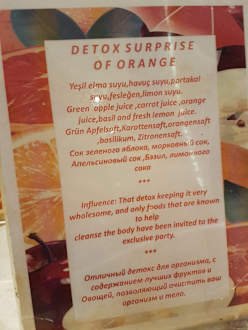 DETOX SURPRISE
OF ORANGE
Yeşil elma suyu,havuç suyu,portakal
suyu,fesleğen,limon suyu.
Green apple juice ,carrot juice ,orange
juice,basil and fresh lemon juice.
Grün Apfelsaft,Karottensaft,orangensaft
,basilikum, Zitronensaft.
Сок зеленого яблока, морковный сок,
Апельсиновый сок ,Базил, лимонного
сока
***
Influence: That detox keeping it very
wholesome, and only foods that are known
to help
cleanse the body have been invited to the
exclusive party.
***
Отличный детокс для организма, с
содержанием лучших фруктов и
Овощей, позволяющий очистить ваш
организм и тело.